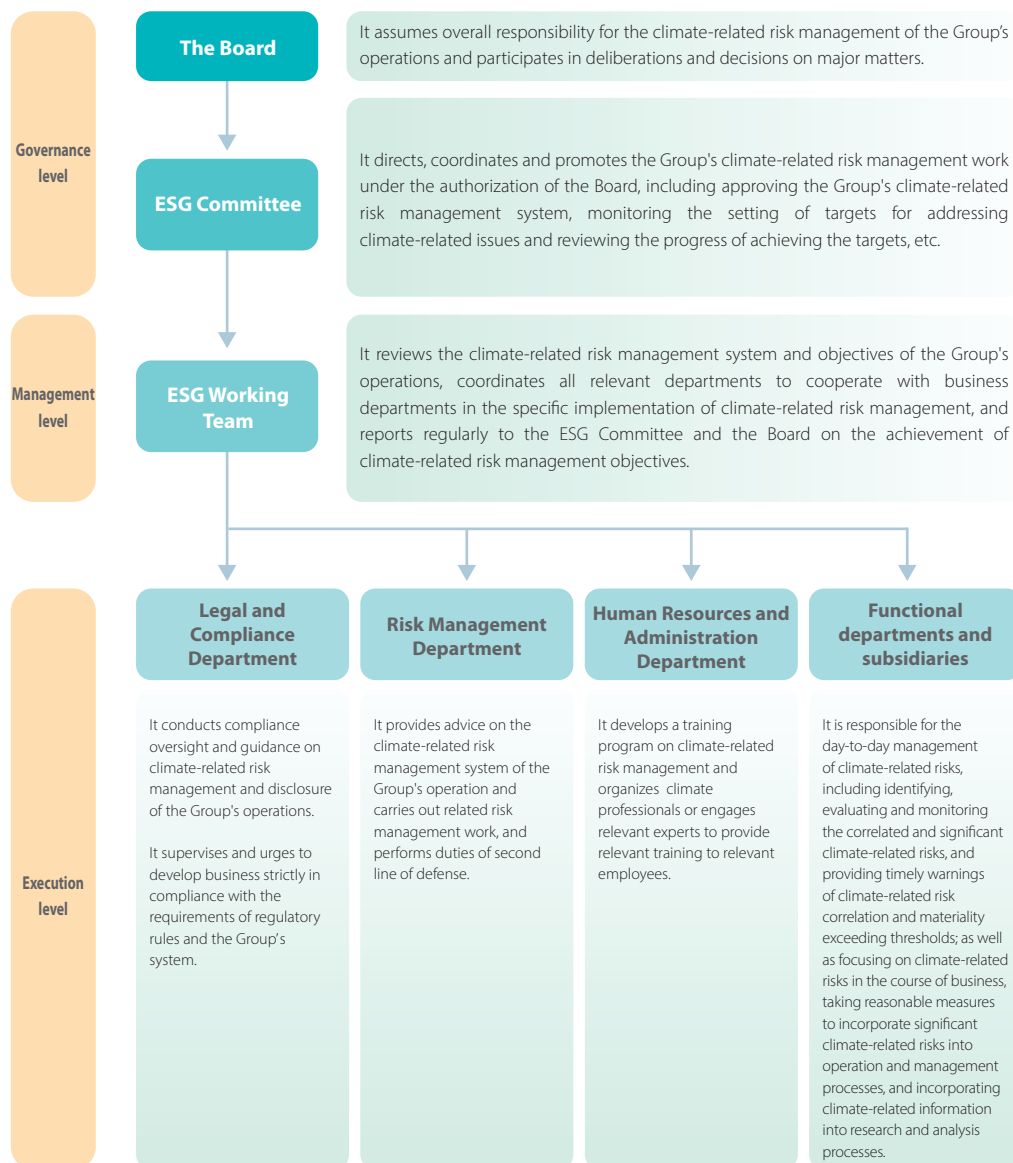 Governance
level
The Board
It assumes overall responsibility for the climate-related risk management of the Group's
operations and participates in deliberations and decisions on major matters.
ESG Committee
It directs, coordinates and promotes the Group's climate-related risk management work
under the authorization of the Board, including approving the Group's climate-related
risk management system, monitoring the setting of targets for addressing
climate-related issues and reviewing the progress of achieving the targets, etc.
Management
level
ESG Working
Team
It reviews the climate-related risk management system and objectives of the Group's
operations, coordinates all relevant departments to cooperate with business
departments in the specific implementation of climate-related risk management, and
reports regularly to the ESG Committee and the Board on the achievement of
climate-related risk management objectives.
Execution
level
Legal and
Compliance
Department
It conducts compliance
oversight and guidance on
climate-related risk
management and disclosure
of the Group's operations.
It supervises and urges to
develop business strictly in
compliance with the
requirements of regulatory
rules and the Group's
system.
Risk Management
Department
It provides advice on the
climate-related risk
management system of the
Group's operation and
carries out related risk
management work, and
performs duties of second
line of defense.
Human Resources and
Administration
Department
It develops a training
program on climate-related
risk management and
organizes climate
professionals or engages
relevant experts to provide
relevant training to relevant
employees.
Functional
departments and
subsidiaries
It is responsible for the
day-to-day management
of climate-related risks,
including identifying,
evaluating and monitoring
the correlated and significant
climate-related risks, and
providing timely warnings
of climate-related risk
correlation and materiality
exceeding thresholds; as well
as focusing on climate-related
risks in the course of business,
taking reasonable measures
to incorporate significant
climate-related risks into
operation and management
processes, and incorporating
climate-related information
into research and analysis
processes.